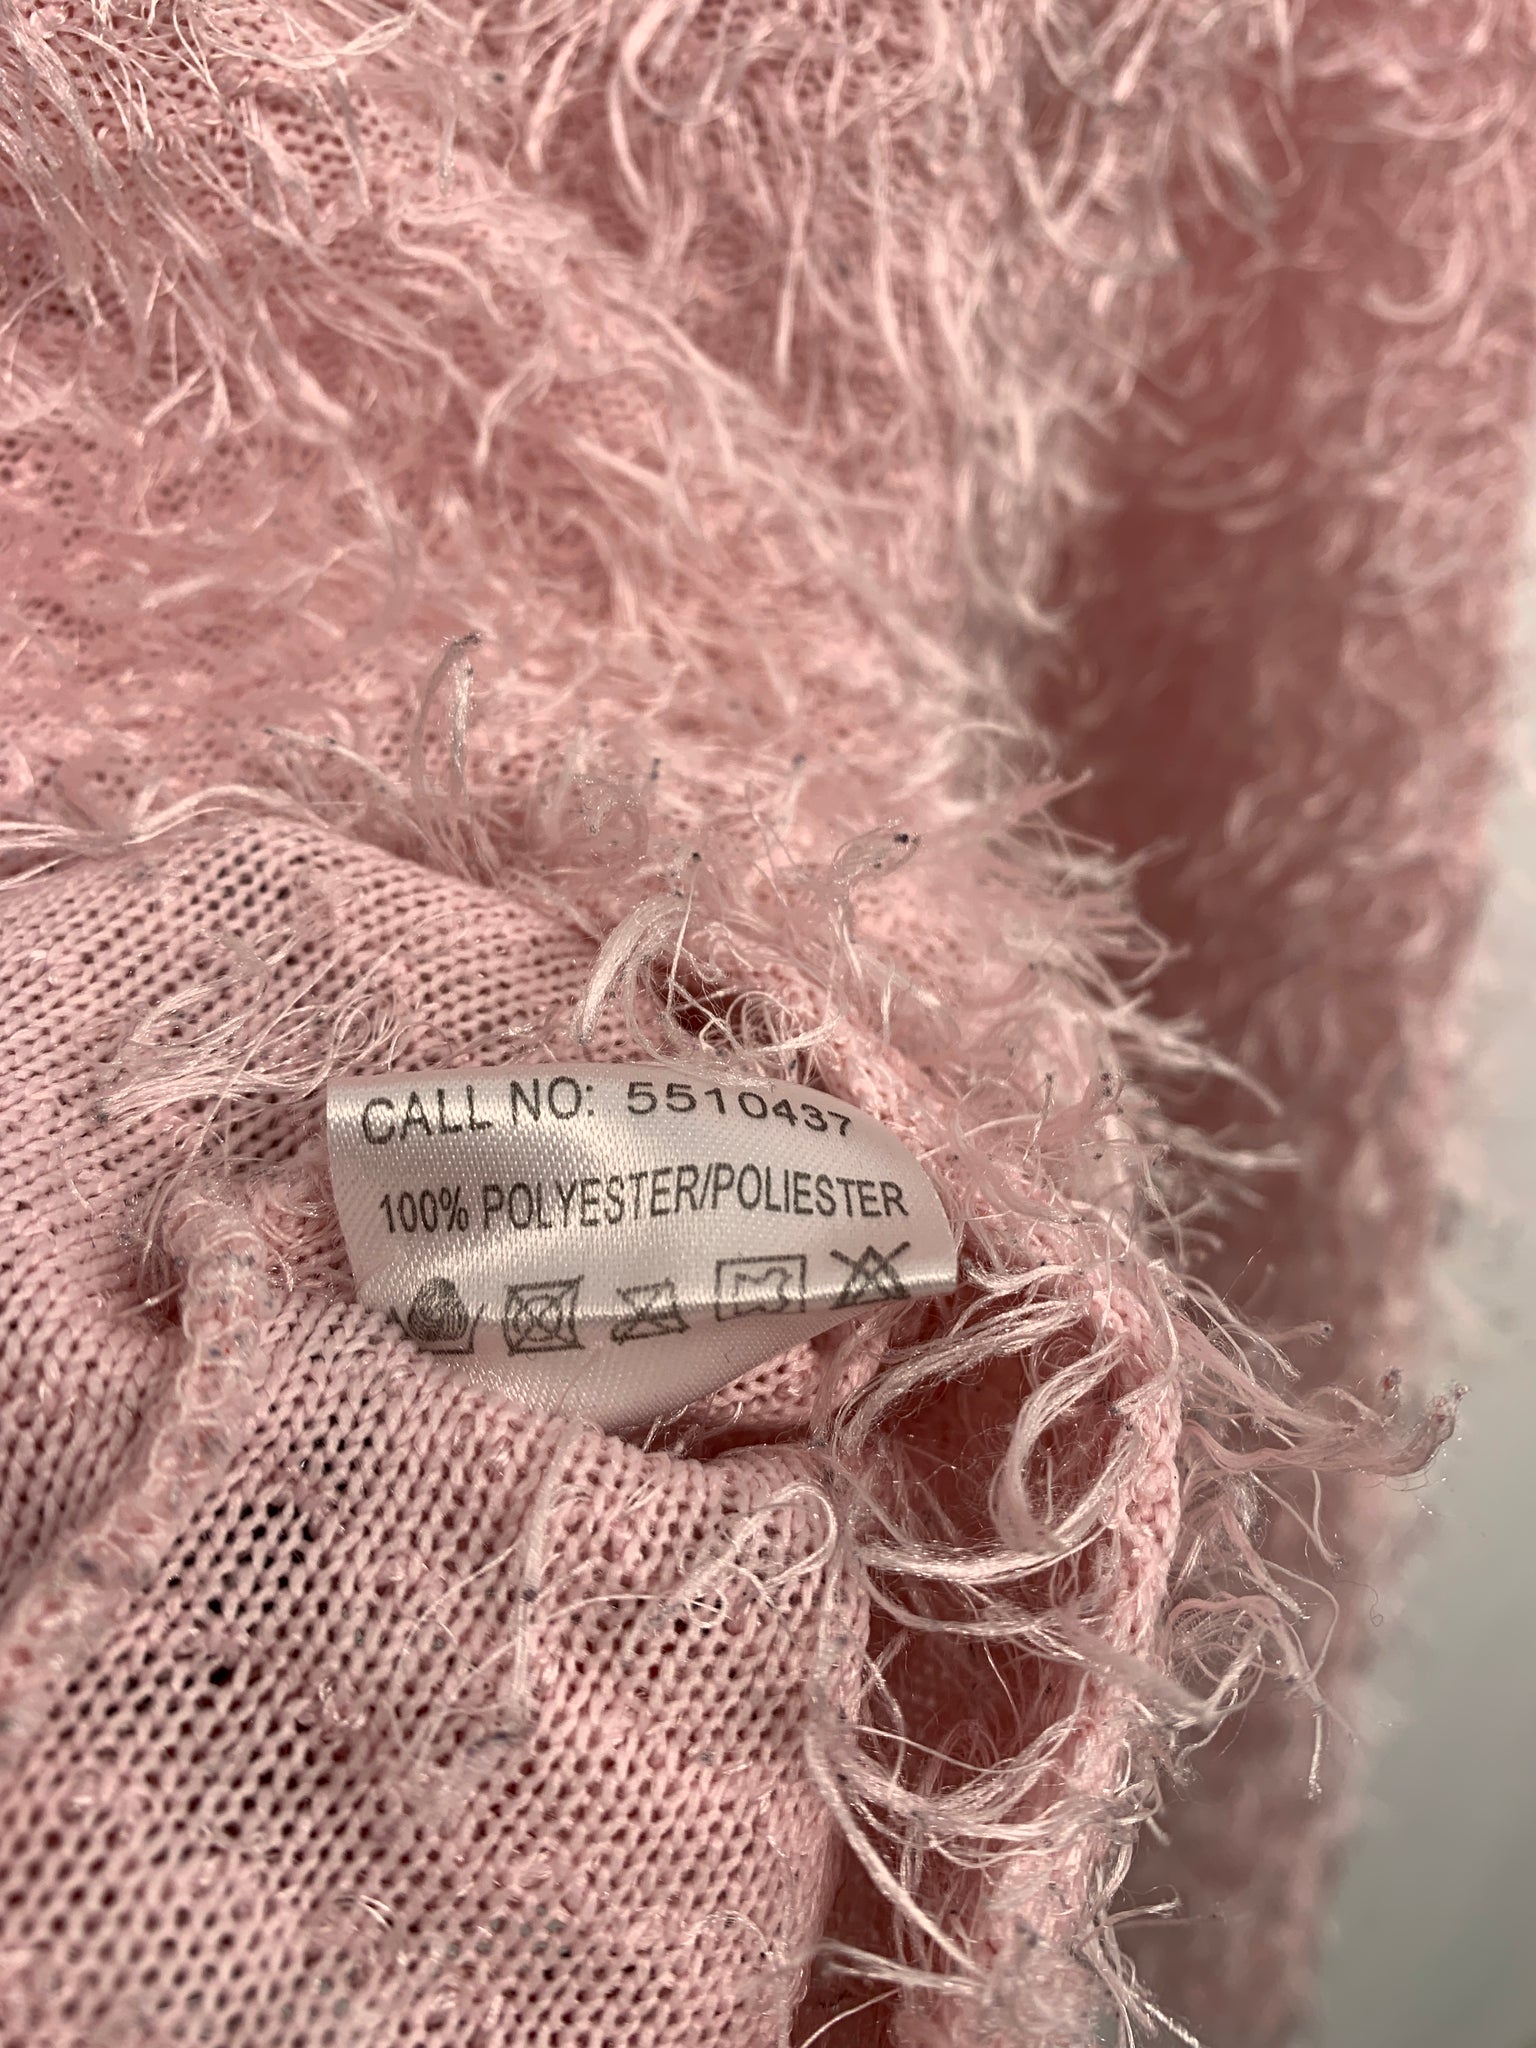 CALL NO: 5510437
100% POLYESTER/POLIESTER